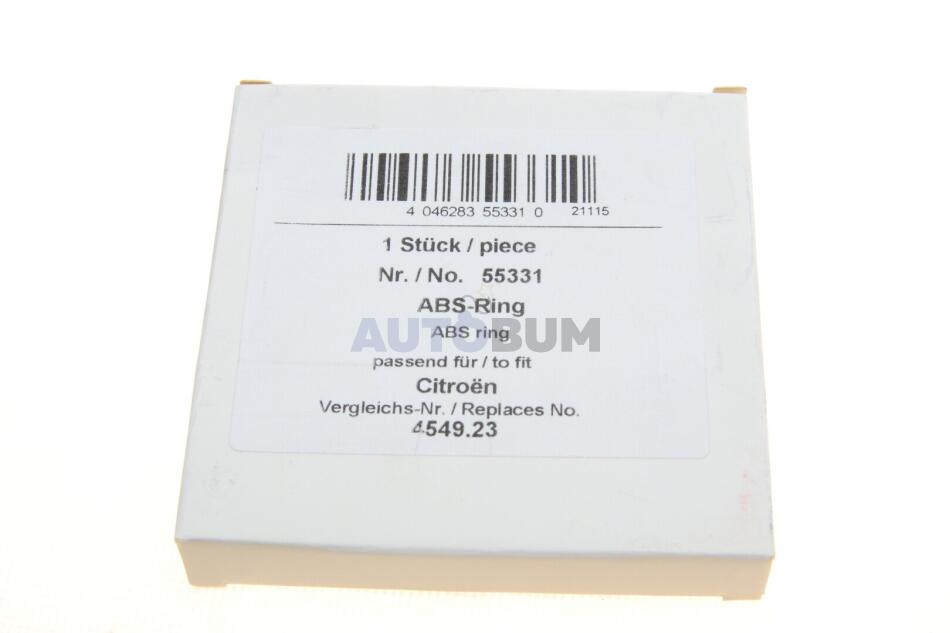 4 046283 55331 0 21115
1 Stück / piece
Nr. / No. 55331
ABS-Ring
AUTOBUM
ABS ring
passend für / to fit
Citroën
Vergleichs-Nr. / Replaces No.
4549.23